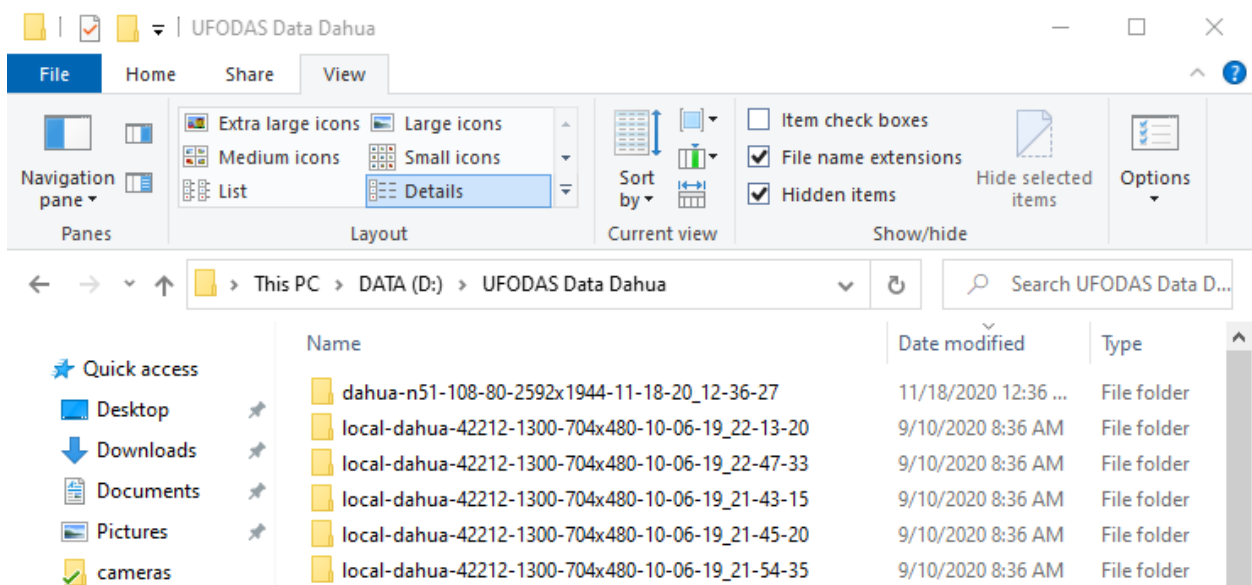 UFODAS Data Dahua
File Home Share View
Extra large icons Large icons
Medium icons Small icons
List Details
Navigation pane
Sort by
Item check boxes
File name extensions
Hidden items
Hide selected items
Options
Panes Layout Current view Show/hide
This PC > DATA (D:) > UFODAS Data Dahua
Search UFODAS Data D...
Name Date modified Type
Quick access
Desktop
Downloads
Documents
Pictures
cameras
dahua-n51-108-80-2592x1944-11-18-20_12-36-27 11/18/2020 12:36 ... File folder
local-dahua-42212-1300-704x480-10-06-19_22-13-20 9/10/2020 8:36 AM File folder
local-dahua-42212-1300-704x480-10-06-19_22-47-33 9/10/2020 8:36 AM File folder
local-dahua-42212-1300-704x480-10-06-19_21-43-15 9/10/2020 8:36 AM File folder
local-dahua-42212-1300-704x480-10-06-19_21-45-20 9/10/2020 8:36 AM File folder
local-dahua-42212-1300-704x480-10-06-19_21-54-35 9/10/2020 8:36 AM File folder